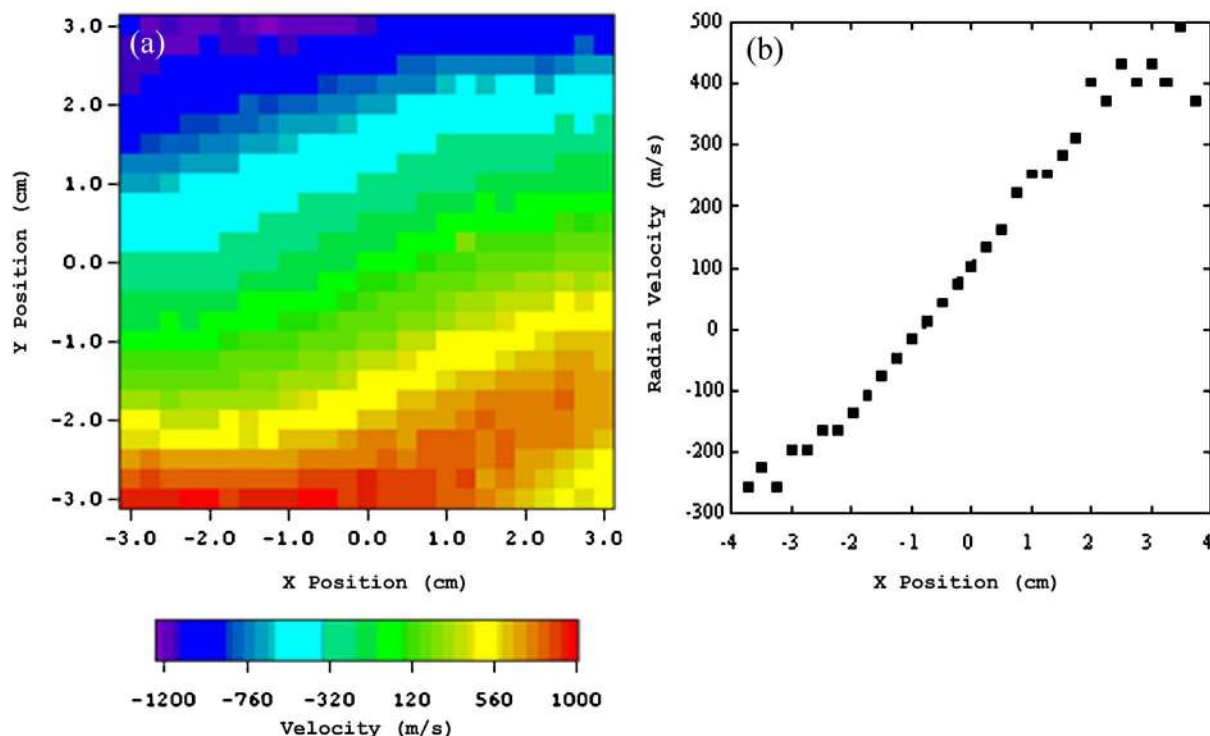 (a)
3.0
2.0
1.0
0.0
-1.0
-2.0
-3.0
Y Position (cm)
-3.0 -2.0 -1.0 0.0 1.0 2.0 3.0
X Position (cm)
-1200 -760 -320 120 560 1000
Velocity (m/s)
(b)
500
400
300
200
100
0
-100
-200
-300
Radial Velocity (m/s)
-4 -3 -2 -1 0 1 2 3 4
X Position (cm)